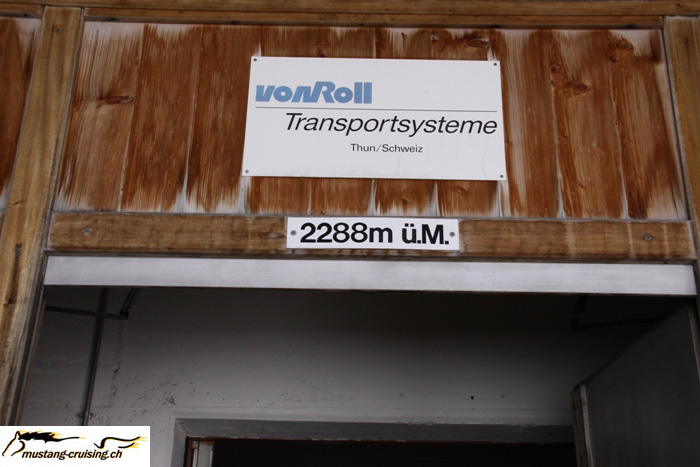 vonRoll
Transportsysteme
Thun/Schweiz
2288m ü.M.
mustang-cruising.ch